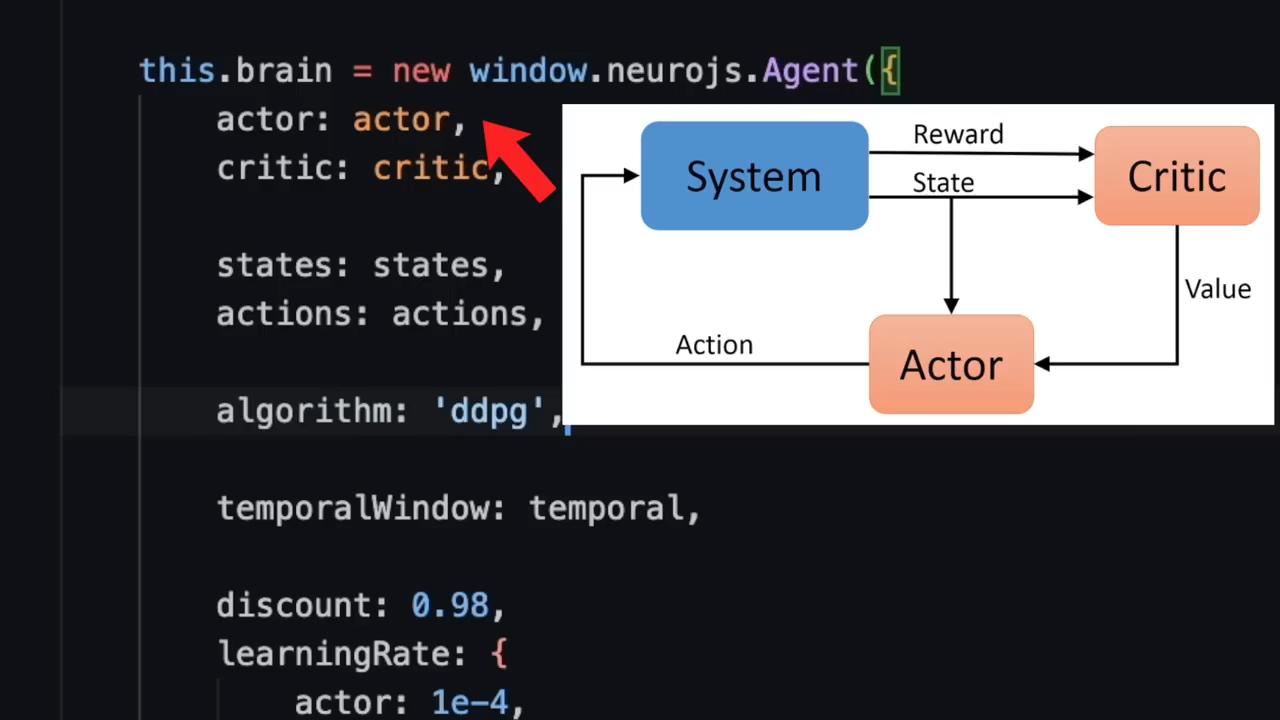 this.brain = new window.neurojs.Agent({
actor: actor,
critic: critic,
states: states,
actions: actions,
algorithm: 'ddpg',
temporalWindow: temporal,
discount: 0.98,
learningRate: {
actor: 1e-4,
System
Reward
State
Critic
Value
Action
Actor